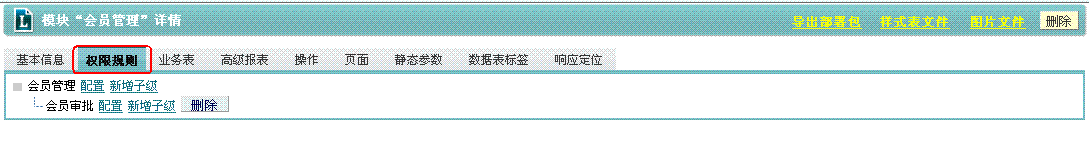 模块“会员管理”详情 导出部署包 样式表文件 图片文件 删除
基本信息 权限规则 业务表 高级报表 操作 页面 静态参数 数据表标签 响应定位
会员管理 配置 新增子级
会员审批 配置 新增子级 删除